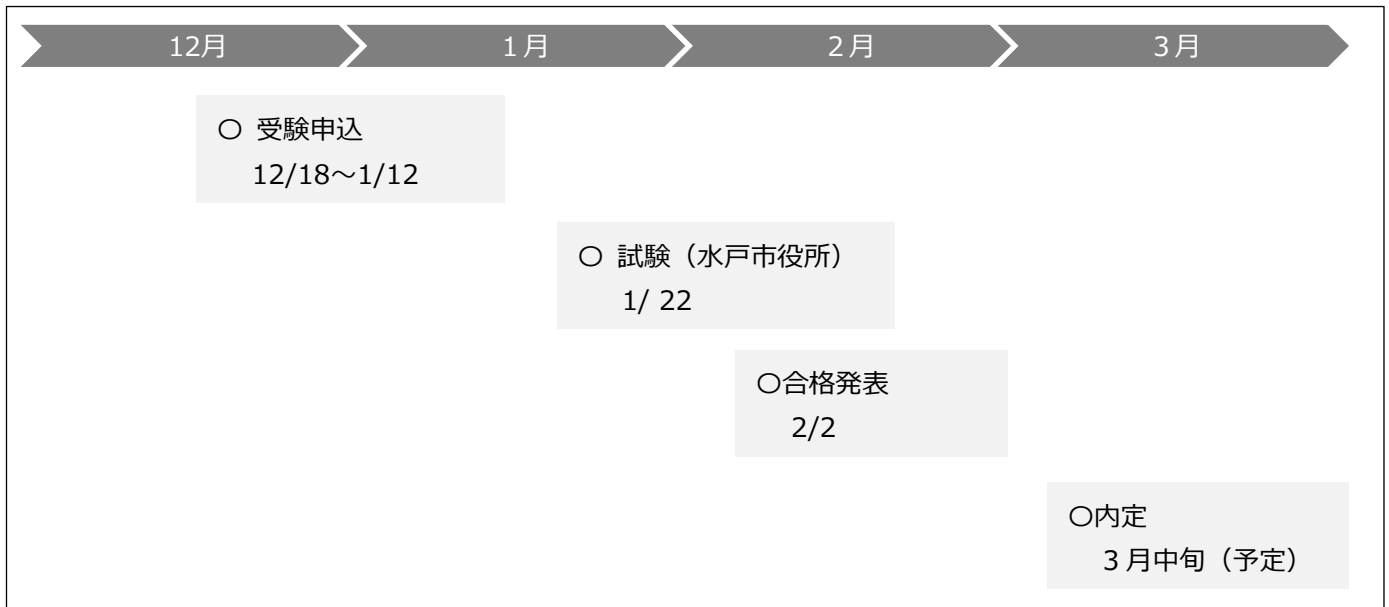 12月
１月
２月
３月
〇 受験申込
12/18～1/12
〇 試験（水戸市役所）
1/ 22
〇合格発表
2/2
〇内定
３月中旬（予定）